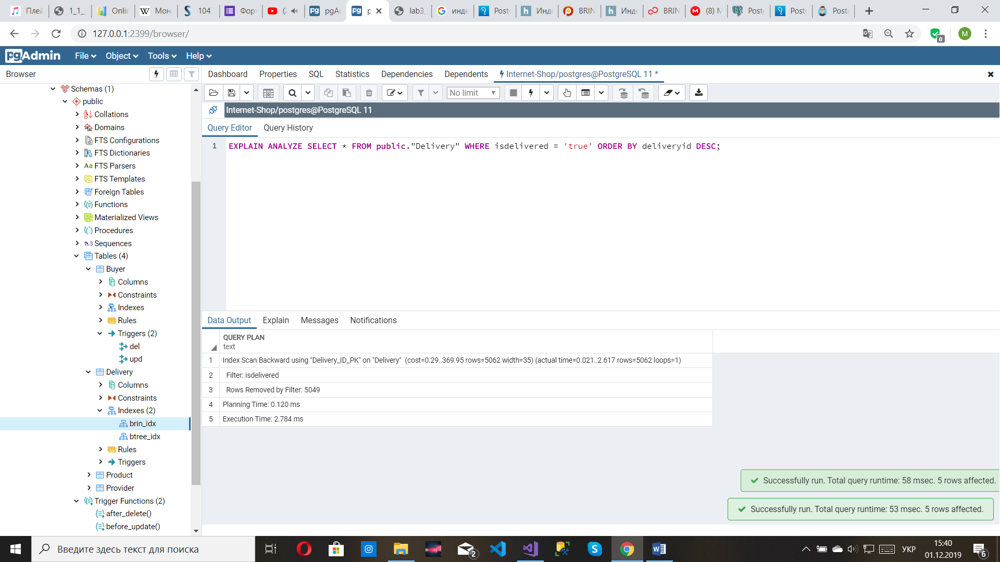 Плей
1_1_
Onlin
Мон
104
Фор
pgAd
p
lab3_
инде
Post
Инде
BRIN
Инде
BRIN
(8) М
Post
Post
Post
127.0.0.1:2399/browser/
0
M
pgAdmin File Object Tools Help
Browser
Dashboard Properties SQL Statistics Dependencies Dependents Internet-Shop/postgres@PostgreSQL 11 *
No limit
Internet-Shop/postgres@PostgreSQL 11
Query Editor Query History
1 EXPLAIN ANALYZE SELECT * FROM public."Delivery" WHERE isdelivered = 'true' ORDER BY deliveryid DESC;
Schemas (1)
public
Collations
Domains
FTS Configurations
FTS Dictionaries
Aa FTS Parsers
FTS Templates
Foreign Tables
Functions
Materialized Views
Procedures
1..3 Sequences
Tables (4)
Buyer
Columns
Constraints
Indexes
Rules
Triggers (2)
del
upd
Delivery
Columns
Constraints
Indexes (2)
brin_idx
btree_idx
Rules
Triggers
Product
Provider
Trigger Functions (2)
after_delete()
before_update()
Data Output Explain Messages Notifications
QUERY PLAN
text
1 Index Scan Backward using "Delivery_ID_PK" on "Delivery" (cost=0.29..369.95 rows=5062 width=35) (actual time=0.021..2.617 rows=5062 loops=1)
2 Filter: isdelivered
3 Rows Removed by Filter: 5049
4 Planning Time: 0.120 ms
5 Execution Time: 2.784 ms
Successfully run. Total query runtime: 58 msec. 5 rows affected.
Successfully run. Total query runtime: 53 msec. 5 rows affected.
Введите здесь текст для поиска
2
УКР
15:40
01.12.2019
6